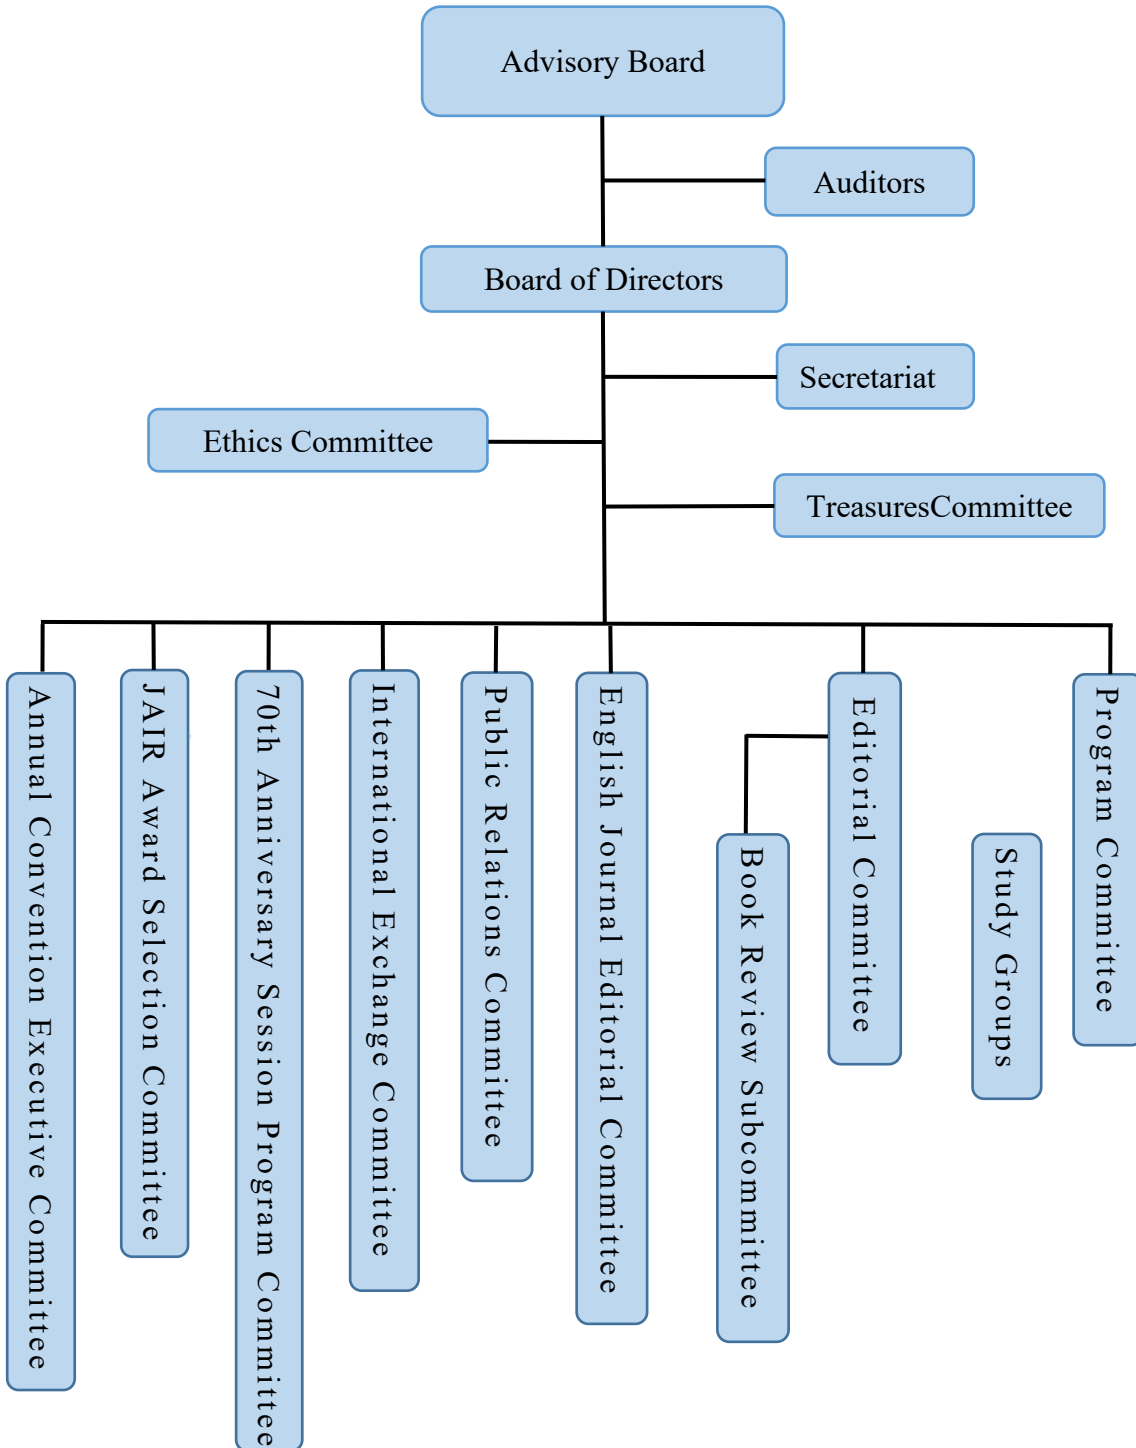 Advisory Board
Auditors
Board of Directors
Secretariat
Ethics Committee
TreasuresCommittee
Annual Convention Executive Committee
JAIR Award Selection Committee
70th Anniversary Session Program Committee
International Exchange Committee
Public Relations Committee
English Journal Editorial Committee
Book Review Subcommittee
Editorial Committee
Study Groups
Program Committee